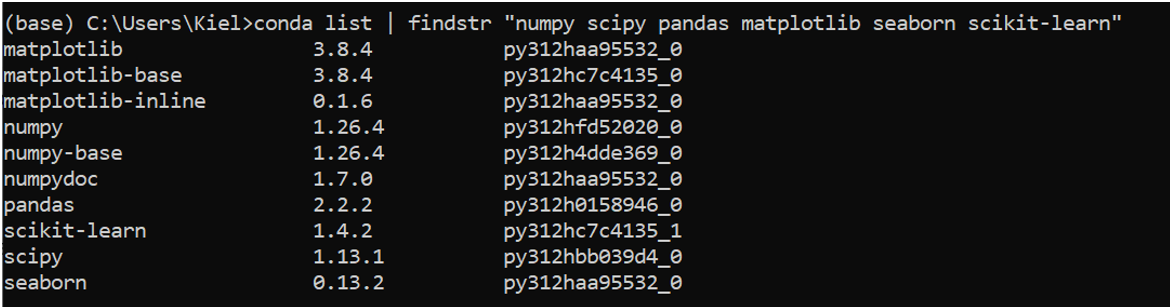 (base) C:\Users\Kiel>conda list | findstr "numpy scipy pandas matplotlib seaborn scikit-learn"
matplotlib                3.8.4           py312haa95532_0
matplotlib-base           3.8.4           py312hc7c4135_0
matplotlib-inline         0.1.6           py312haa95532_0
numpy                     1.26.4          py312hfd52020_0
numpy-base                1.26.4          py312h4dde369_0
numpydoc                  1.7.0           py312haa95532_0
pandas                    2.2.2           py312h0158946_0
scikit-learn              1.4.2           py312hc7c4135_1
scipy                     1.13.1          py312hbb039d4_0
seaborn                   0.13.2          py312haa95532_0